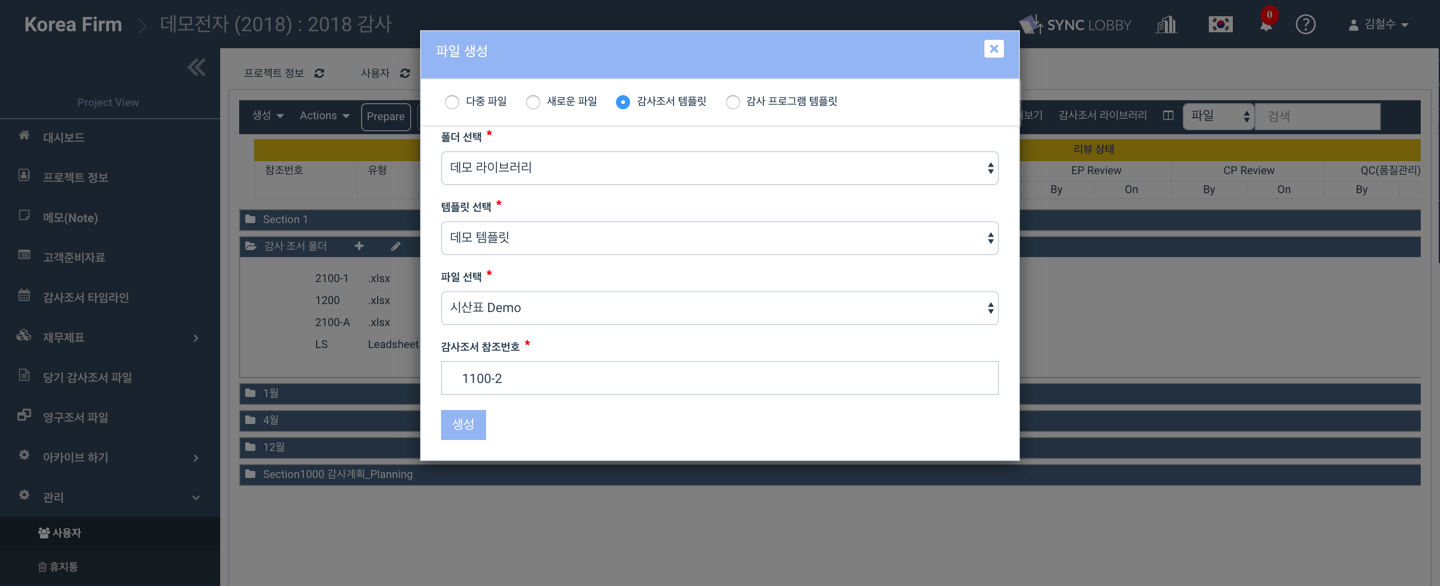 Korea Firm 데모전자 (2018) : 2018 감사
SYNC LOBBY 0 ? 김철수
파일 생성
프로젝트 정보 사용자
Project View
다중 파일 새로운 파일 감사조서 템플릿 감사 프로그램 템플릿
생성 Actions Prepare 보기 감사조서 라이브러리 파일 검색
대시보드
프로젝트 정보
메모(Note)
고객준비자료
감사조서 타임라인
재무제표
당기 감사조서 파일
영구조서 파일
아카이브 하기
관리
사용자
휴지통
폴더 선택 *
데모 라이브러리
템플릿 선택 *
데모 템플릿
파일 선택 *
시산표 Demo
감사조서 참조번호 *
1100-2
생성
리뷰 상태
참조번호 유형 EP Review CP Review QC(품질관리)
By On By On By
Section 1
감사 조서 폴더
2100-1 .xlsx
1200 .xlsx
2100-A .xlsx
LS Leadsheet
1월
4월
12월
Section1000 감사계획_Planning